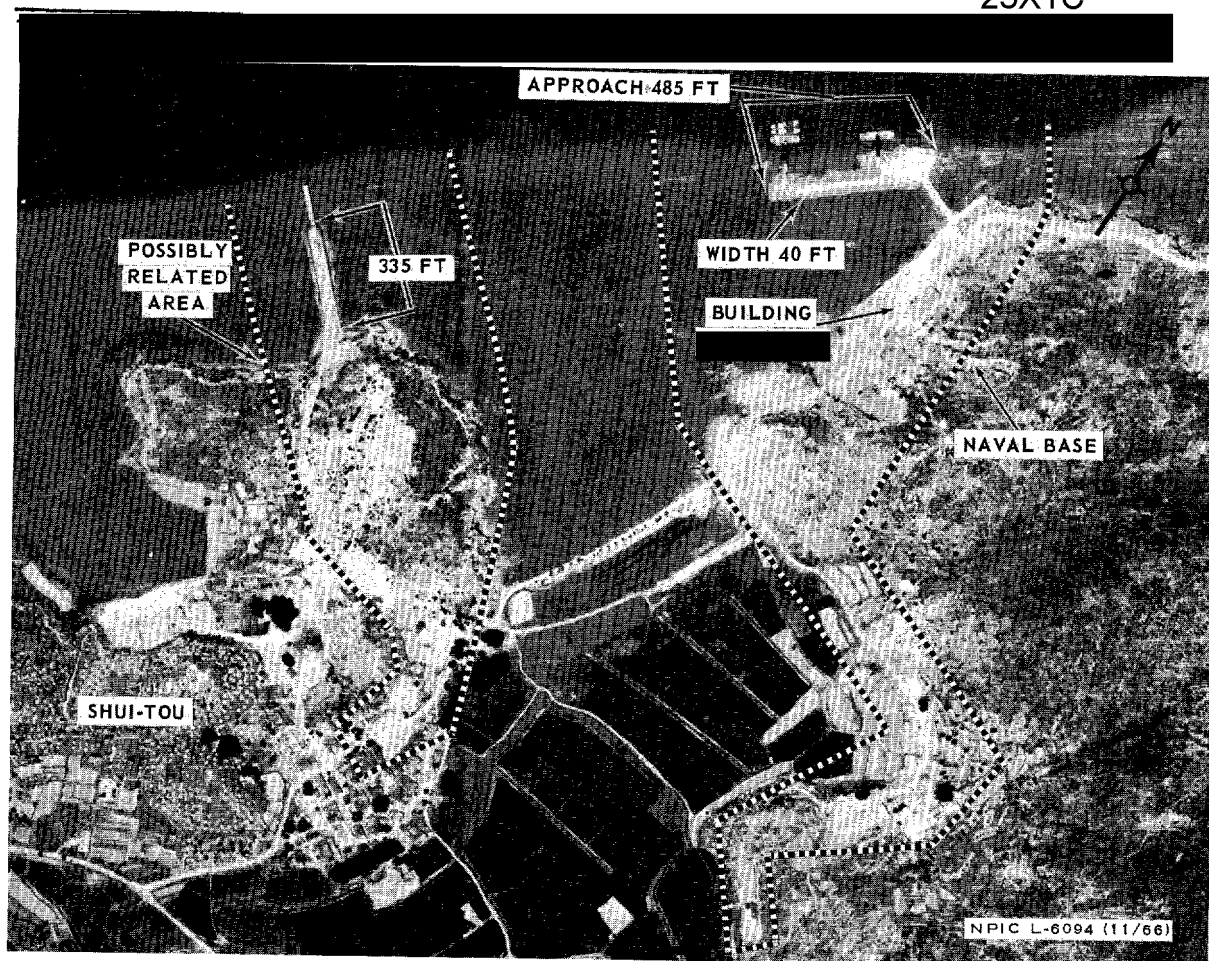 25X1C
APPROACH 485 FT
N
POSSIBLY
RELATED
AREA
335 FT
WIDTH 40 FT
BUILDING
NAVAL BASE
SHUI-TOU
NPIC L-6094 (11/66)